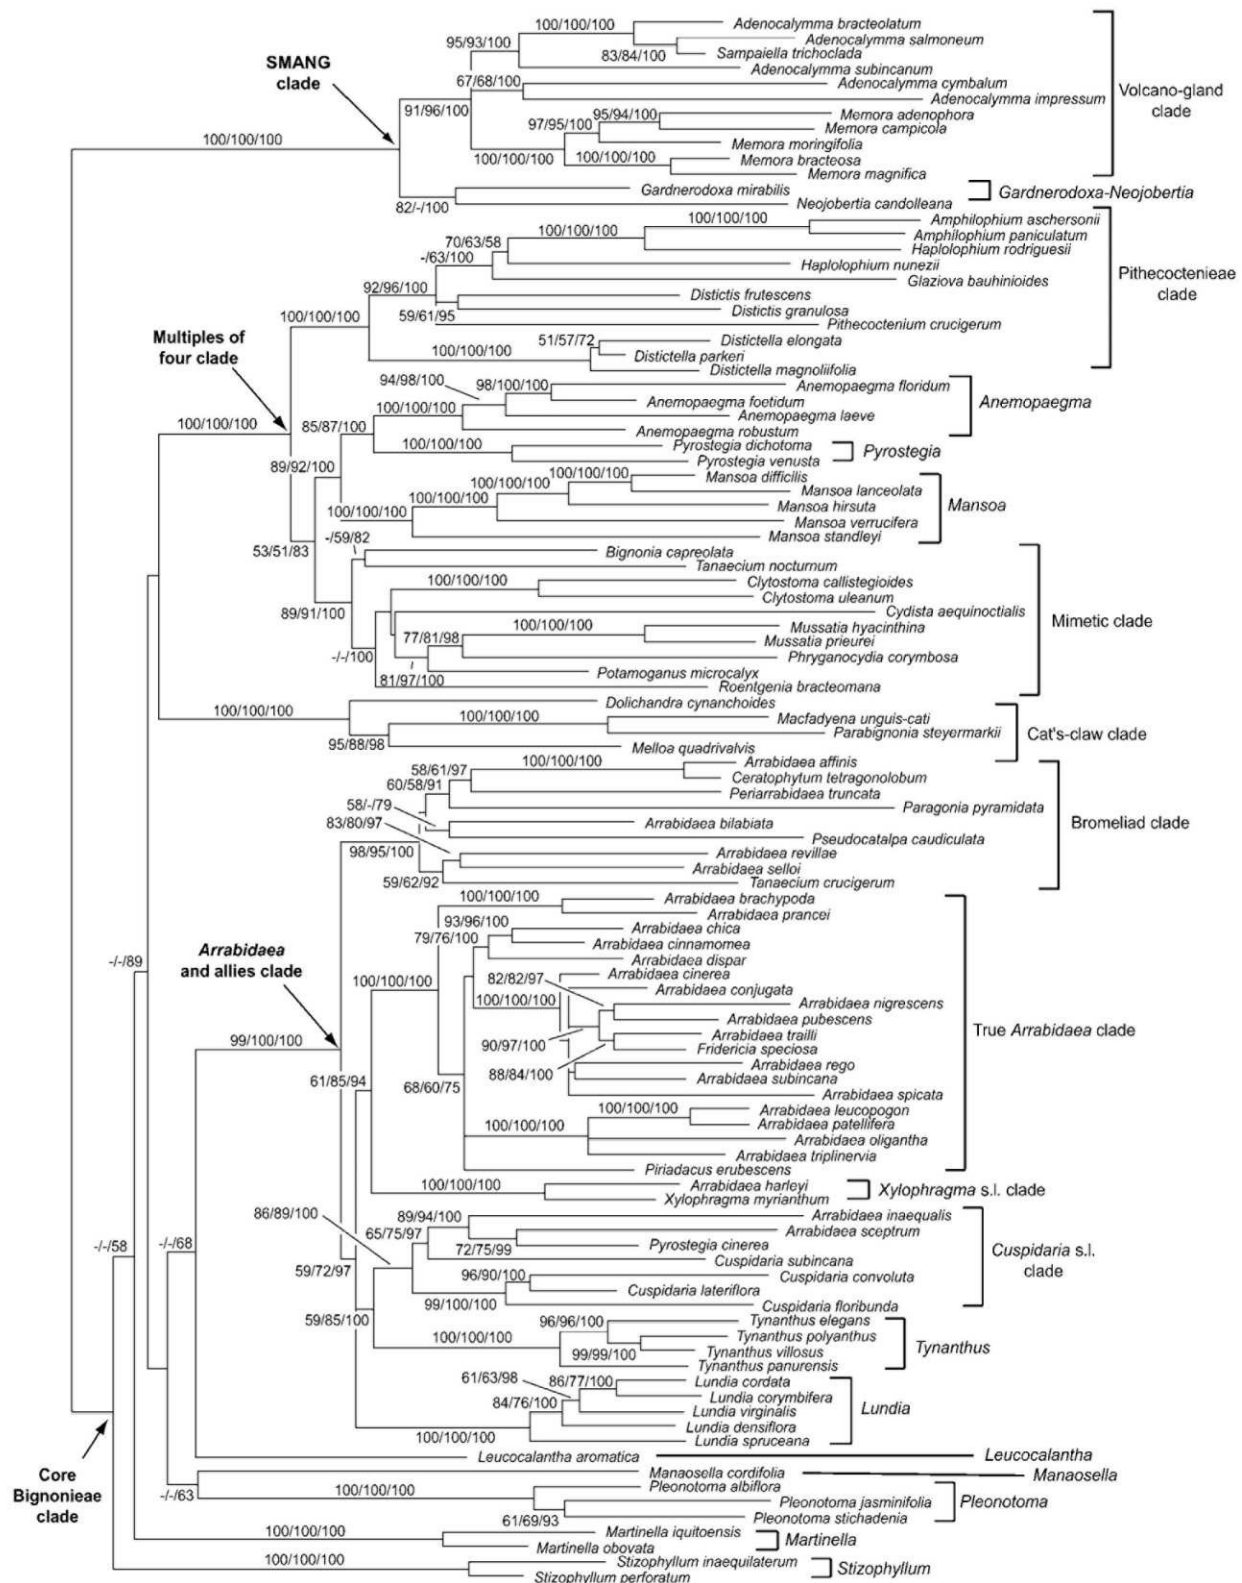 100/100/100
Adenocalymma bracteolatum
95/93/100
Adenocalymma salmoneum
83/84/100
Sampaiella trichoclada
SMANG
clade
Adenocalymma subincanum
67/68/100
Adenocalymma cymbalum
Volcano-gland
clade
91/96/100
Adenocalymma impressum
95/94/100
Memora adenophora
97/95/100
Memora campicola
100/100/100
Memora moringifolia
100/100/100
100/100/100
Memora bracteosa
Memora magnifica
Gardnerodoxa mirabilis
Gardnerodoxa-Neojobertia
82/-/100
Neojobertia candolleana
100/100/100
Amphilophium aschersonii
100/100/100
Amphilophium paniculatum
70/63/58
Haplolophium rodriguesii
-/63/100
Haplolophium nunezii
Pithecoctenieae
clade
Glaziova bauhinioides
92/96/100
Distictis frutescens
Distictis granulosa
59/61/95
Pithecoctenium crucigerum
100/100/100
Multiples of
four clade
51/57/72
Distictella elongata
100/100/100
Distictella parkeri
Distictella magnoliifolia
94/98/100
98/100/100
Anemopaegma floridum
Anemopaegma foetidum
Anemopaegma
100/100/100
Anemopaegma laeve
100/100/100
85/87/100
Anemopaegma robustum
100/100/100
Pyrostegia dichotoma
Pyrostegia
89/92/100
Pyrostegia venusta
100/100/100
Mansoa difficilis
100/100/100
Mansoa lanceolata
100/100/100
Mansoa hirsuta
Mansoa
100/100/100
Mansoa verrucifera
-/59/82
Mansoa standleyi
53/51/83
Bignonia capreolata
Tanaecium nocturnum
100/100/100
Clytostoma callistegioides
Clytostoma uleanum
89/91/100
Cydista aequinoctialis
100/100/100
Mussatia hyacinthina
Mimetic clade
77/81/98
Mussatia prieurei
-/-/100
Phryganocydia corymbosa
81/97/100
Potamoganus microcalyx
Roentgenia bracteomana
Dolichandra cynanchoides
100/100/100
100/100/100
Macfadyena unguis-cati
Parabignonia steyermarkii
Cat's-claw clade
95/88/98
Melloa quadrivalvis
100/100/100
Arrabidaea affinis
58/61/97
Ceratophytum tetragonolobum
60/58/91
Periarrabidaea truncata
58/-/79
Paragonia pyramidata
83/80/97
Arrabidaea bilabiata
Bromeliad clade
Pseudocatalpa caudiculata
98/95/100
Arrabidaea revillae
Arrabidaea selloi
59/62/92
Tanaecium crucigerum
100/100/100
Arrabidaea brachypoda
Arrabidaea prancei
93/96/100
Arrabidaea chica
79/76/100
Arrabidaea cinnamomea
Arrabidaea
and allies clade
Arrabidaea dispar
-/-/89
82/82/97
Arrabidaea cinerea
100/100/100
Arrabidaea conjugata
100/100/100
Arrabidaea nigrescens
Arrabidaea pubescens
True Arrabidaea clade
99/100/100
90/97/100
Arrabidaea trailli
Fridericia speciosa
88/84/100
Arrabidaea rego
61/85/94
68/60/75
Arrabidaea subincana
Arrabidaea spicata
100/100/100
Arrabidaea leucopogon
Arrabidaea patellifera
100/100/100
Arrabidaea oligantha
Arrabidaea triplinervia
Piriadacus erubescens
100/100/100
Arrabidaea harleyi
Xylophragma s.l. clade
Xylophragma myrianthum
86/89/100
89/94/100
Arrabidaea inaequalis
65/75/97
Arrabidaea sceptrum
-/-/58
-/-/68
72/75/99
Pyrostegia cinerea
Cuspidaria s.l.
clade
59/72/97
Cuspidaria subincana
96/90/100
Cuspidaria convoluta
Cuspidaria lateriflora
99/100/100
Cuspidaria floribunda
59/85/100
96/96/100
Tynanthus elegans
100/100/100
Tynanthus polyanthus
99/99/100
Tynanthus villosus
Tynanthus
Tynanthus panurensis
61/63/98
86/77/100
Lundia cordata
84/76/100
Lundia corymbifera
Lundia virginalis
Lundia
Lundia densiflora
100/100/100
Lundia spruceana
Leucocalantha aromatica
Leucocalantha
Core
Bignonieae
clade
Manaosella cordifolia
Manaosella
-/-/63
100/100/100
Pleonotoma albiflora
Pleonotoma jasminifolia
Pleonotoma
61/69/93
Pleonotoma stichadenia
100/100/100
Martinella iquitoensis
Martinella
Martinella obovata
100/100/100
Stizophyllum inaequilaterum
Stizophyllum
Stizophyllum perforatum